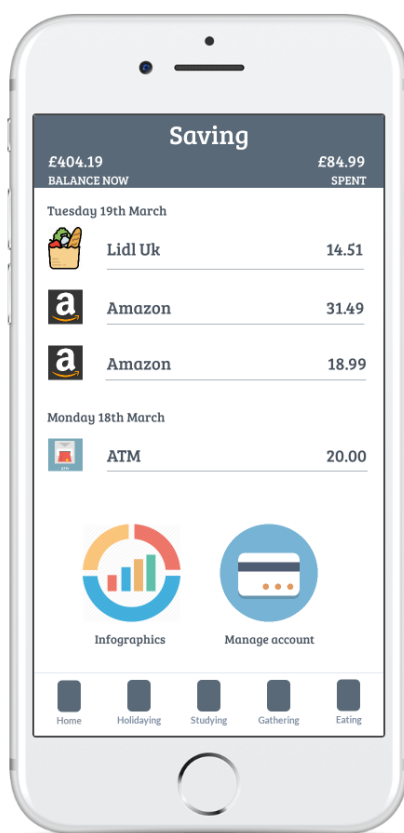 Saving
£404.19 £84.99
BALANCE NOW SPENT
Tuesday 19th March
Lidl Uk 14.51
a Amazon 31.49
a Amazon 18.99
Monday 18th March
ATM 20.00
Infographics Manage account
Home Holidaying Studying Gathering Eating